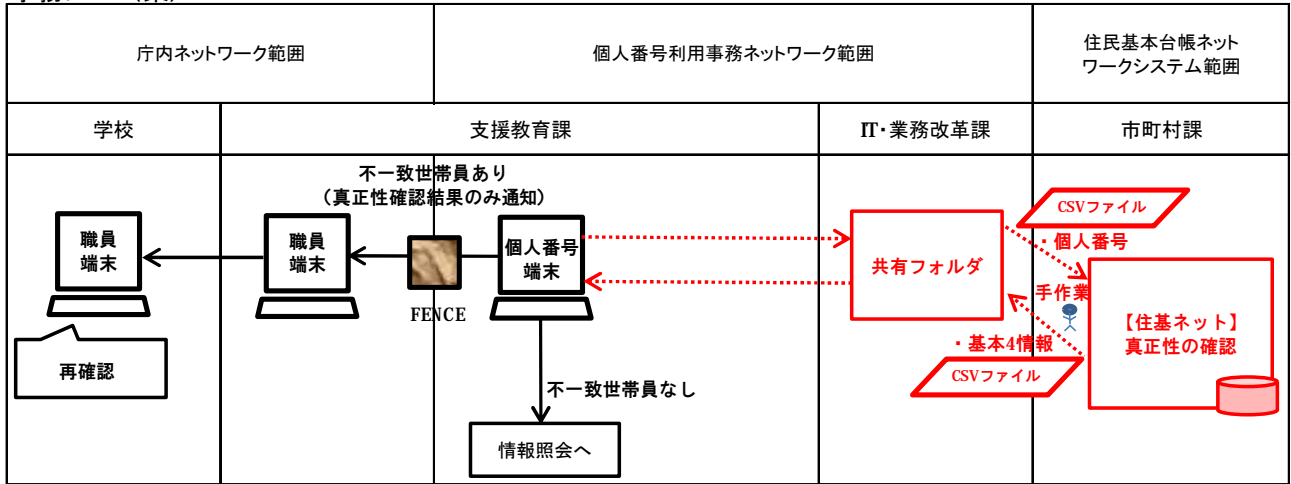 庁内ネットワーク範囲
個人番号利用事務ネットワーク範囲
住民基本台帳ネット
ワークシステム範囲
学校
支援教育課
IT・業務改革課
市町村課
不一致世帯員あり
（真正性確認結果のみ通知）
職員
端末
職員
端末
FENCE
個人番号
端末
共有フォルダ
CSVファイル
・個人番号
手作業
【住基ネット】
真正性の確認
・基本4情報
CSVファイル
再確認
不一致世帯員なし
情報照会へ